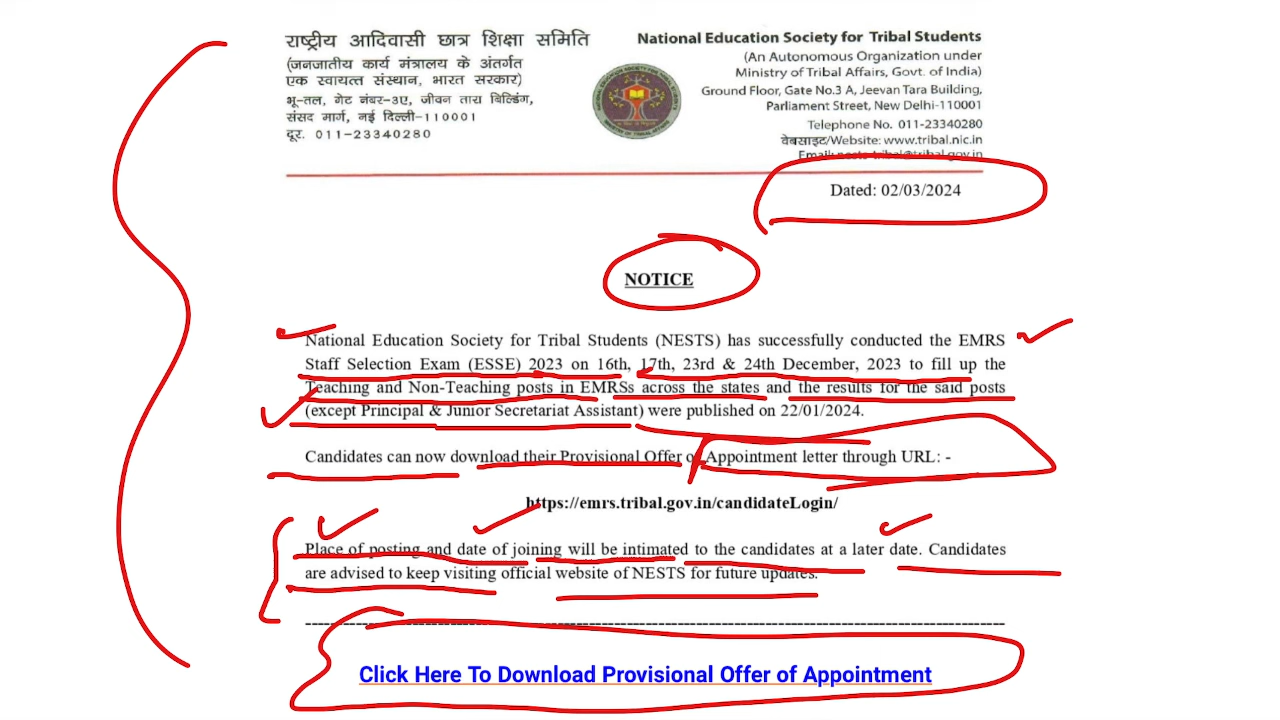 राष्ट्रीय आदिवासी छात्र शिक्षा समिति
(जनजातीय कार्य मंत्रालय के अंतर्गत
एक स्वायत्त संस्थान, भारत सरकार)
भू-तल, गेट नंबर-३ए, जीवन तारा बिल्डिंग,
संसद मार्ग, नई दिल्ली-110001
दूर. 011-23340280
National Education Society for Tribal Students
(An Autonomous Organization under
Ministry of Tribal Affairs, Govt. of India)
Ground Floor, Gate No.3 A, Jeevan Tara Building,
Parliament Street, New Delhi-110001
Telephone No. 011-23340280
वेबसाइट/Website: www.tribal.nic.in
Email: nests-tribal@tribal.gov.in
Dated: 02/03/2024
NOTICE
National Education Society for Tribal Students (NESTS) has successfully conducted the EMRS
Staff Selection Exam (ESSE) 2023 on 16th, 17th, 23rd & 24th December, 2023 to fill up the
Teaching and Non-Teaching posts in EMRSs across the states and the results for the said posts
(except Principal & Junior Secretariat Assistant) were published on 22/01/2024.
Candidates can now download their Provisional Offer of Appointment letter through URL: -
https://emrs.tribal.gov.in/candidateLogin/
Place of posting and date of joining will be intimated to the candidates at a later date. Candidates
are advised to keep visiting official website of NESTS for future updates.
Click Here To Download Provisional Offer of Appointment